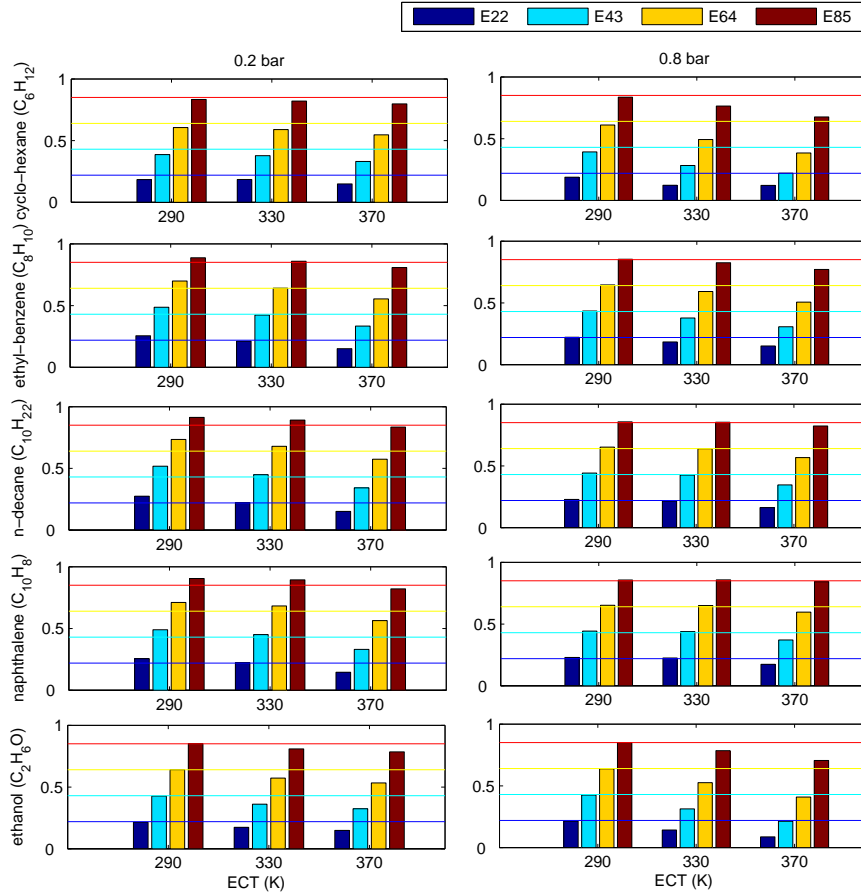 E22 E43 E64 E85
0.2 bar
0.8 bar
cyclo−hexane (C6H12)
1
0.5
0
290 330 370
1
0.5
0
290 330 370
ethyl−benzene (C8H10)
1
0.5
0
290 330 370
1
0.5
0
290 330 370
n−decane (C10H22)
1
0.5
0
290 330 370
1
0.5
0
290 330 370
naphthalene (C10H8)
1
0.5
0
290 330 370
1
0.5
0
290 330 370
ethanol (C2H6O)
1
0.5
0
290 330 370
ECT (K)
1
0.5
0
290 330 370
ECT (K)